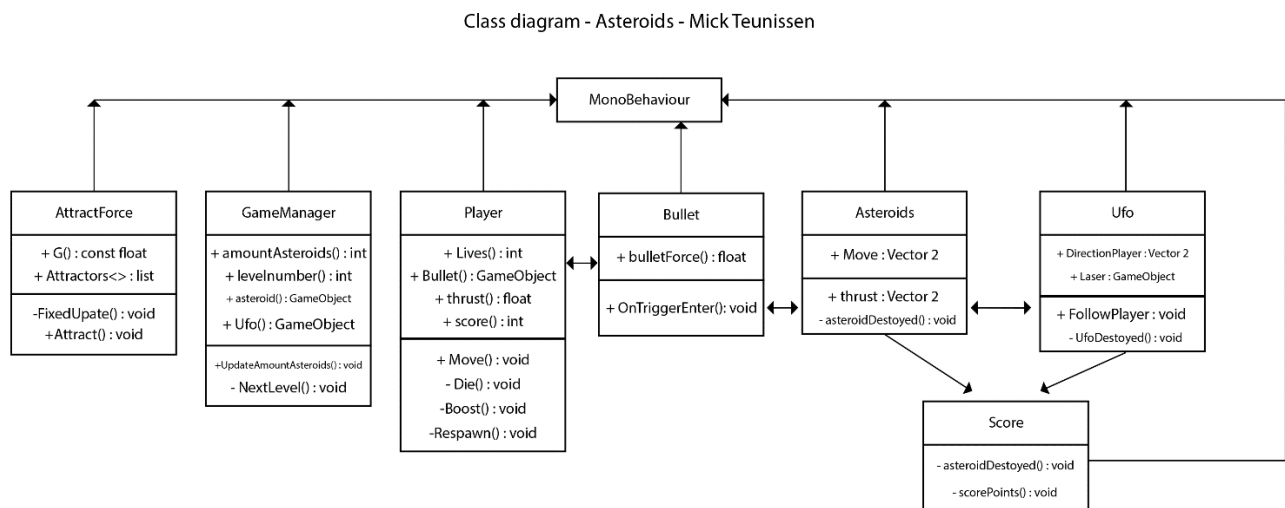 Class diagram - Asteroids - Mick Teunissen
MonoBehaviour
AttractForce
+ G() : const float
+ Attractors<> : list
-FixedUpate() : void
+Attract() : void
GameManager
+ amountAsteroids() : int
+ levelnumber() : int
+ asteroid() : GameObject
+ Ufo() : GameObject
+UpdateAmountAsteroids() : void
- NextLevel() : void
Player
+ Lives() : int
+ Bullet() : GameObject
+ thrust() : float
+ score() : int
+ Move() : void
- Die() : void
-Boost() : void
-Respawn() : void
Bullet
+ bulletForce() : float
+ OnTriggerEnter(): void
Asteroids
+ Move : Vector 2
+ thrust : Vector 2
- asteroidDestoyed() : void
Ufo
+ DirectionPlayer : Vector 2
+ Laser : GameObject
+ FollowPlayer : void
- UfoDestoyed() : void
Score
- asteroidDestoyed() : void
- scorePoints() : void